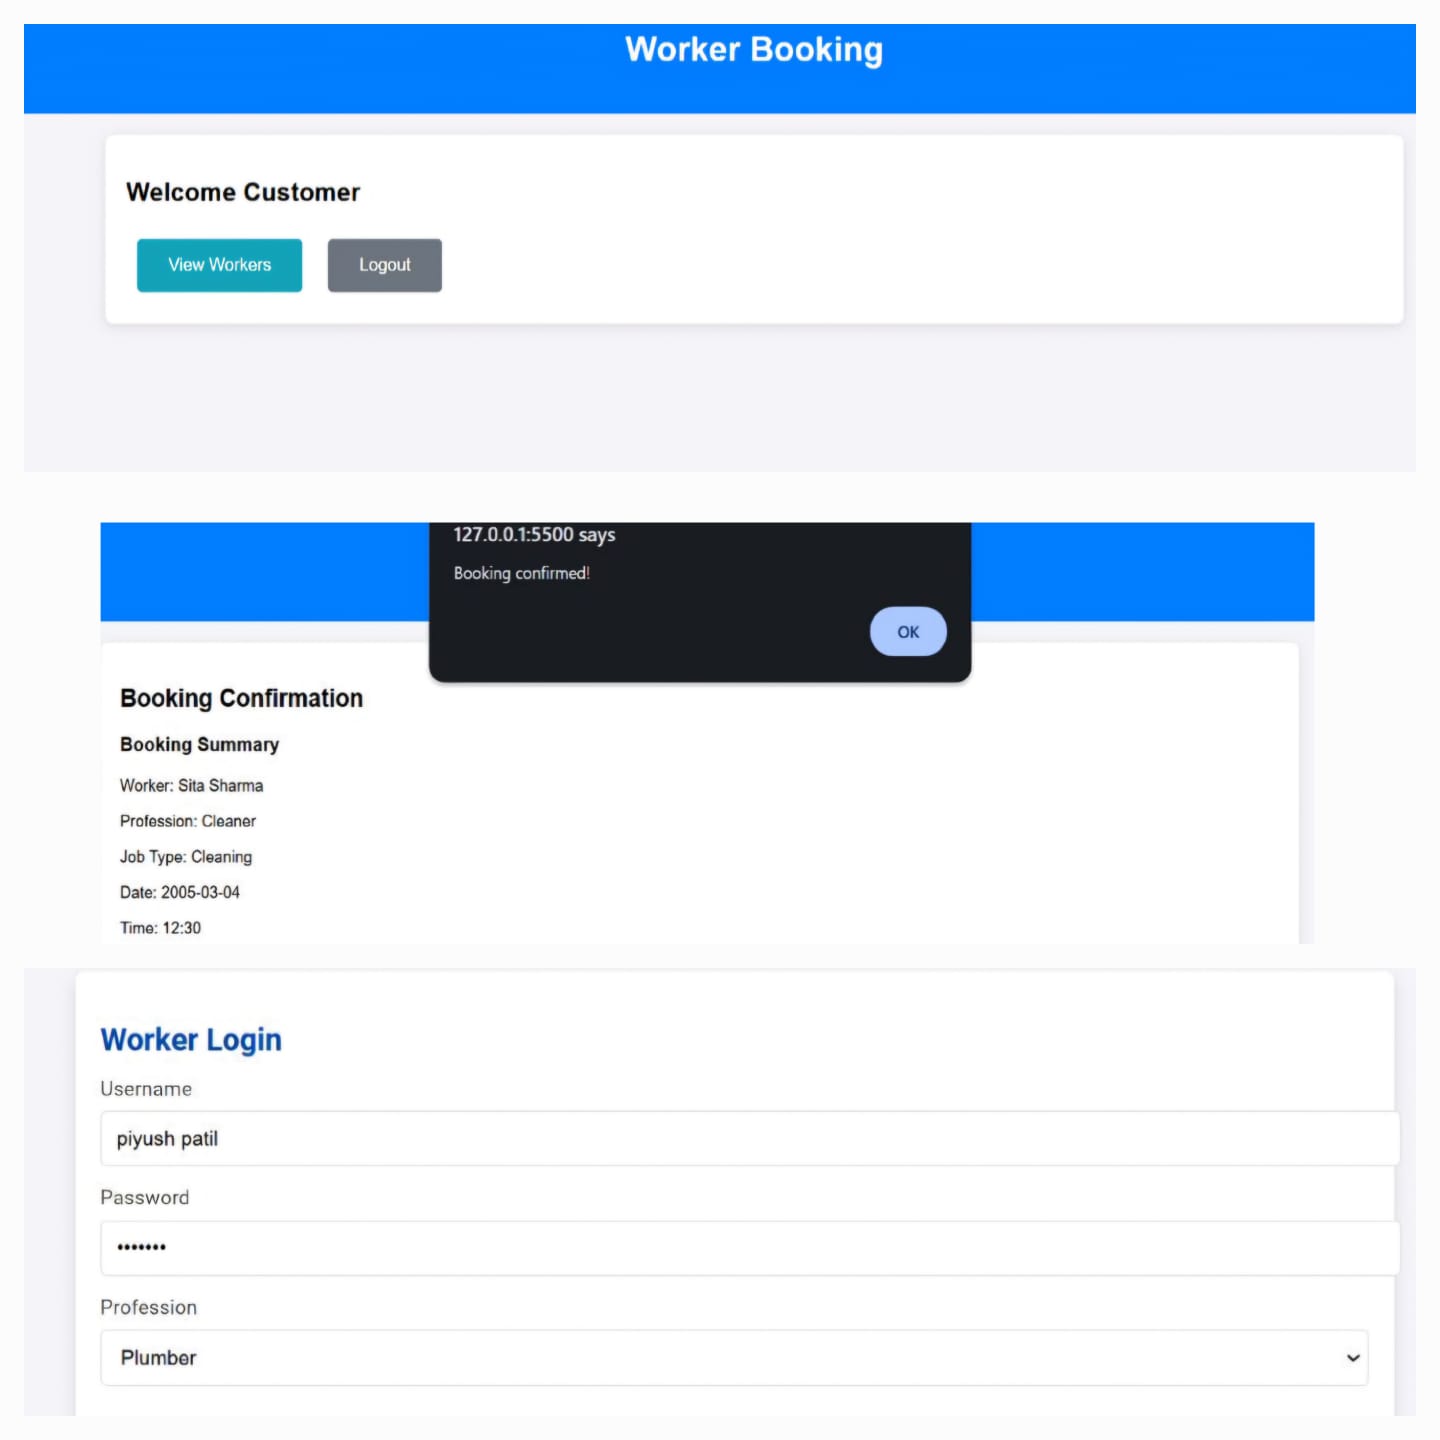 Worker Booking
Welcome Customer
View Workers Logout
127.0.0.1:5500 says
Booking confirmed!
OK
Booking Confirmation
Booking Summary
Worker: Sita Sharma
Profession: Cleaner
Job Type: Cleaning
Date: 2005-03-04
Time: 12:30
Worker Login
Username
piyush patil
Password
•••••••
Profession
Plumber